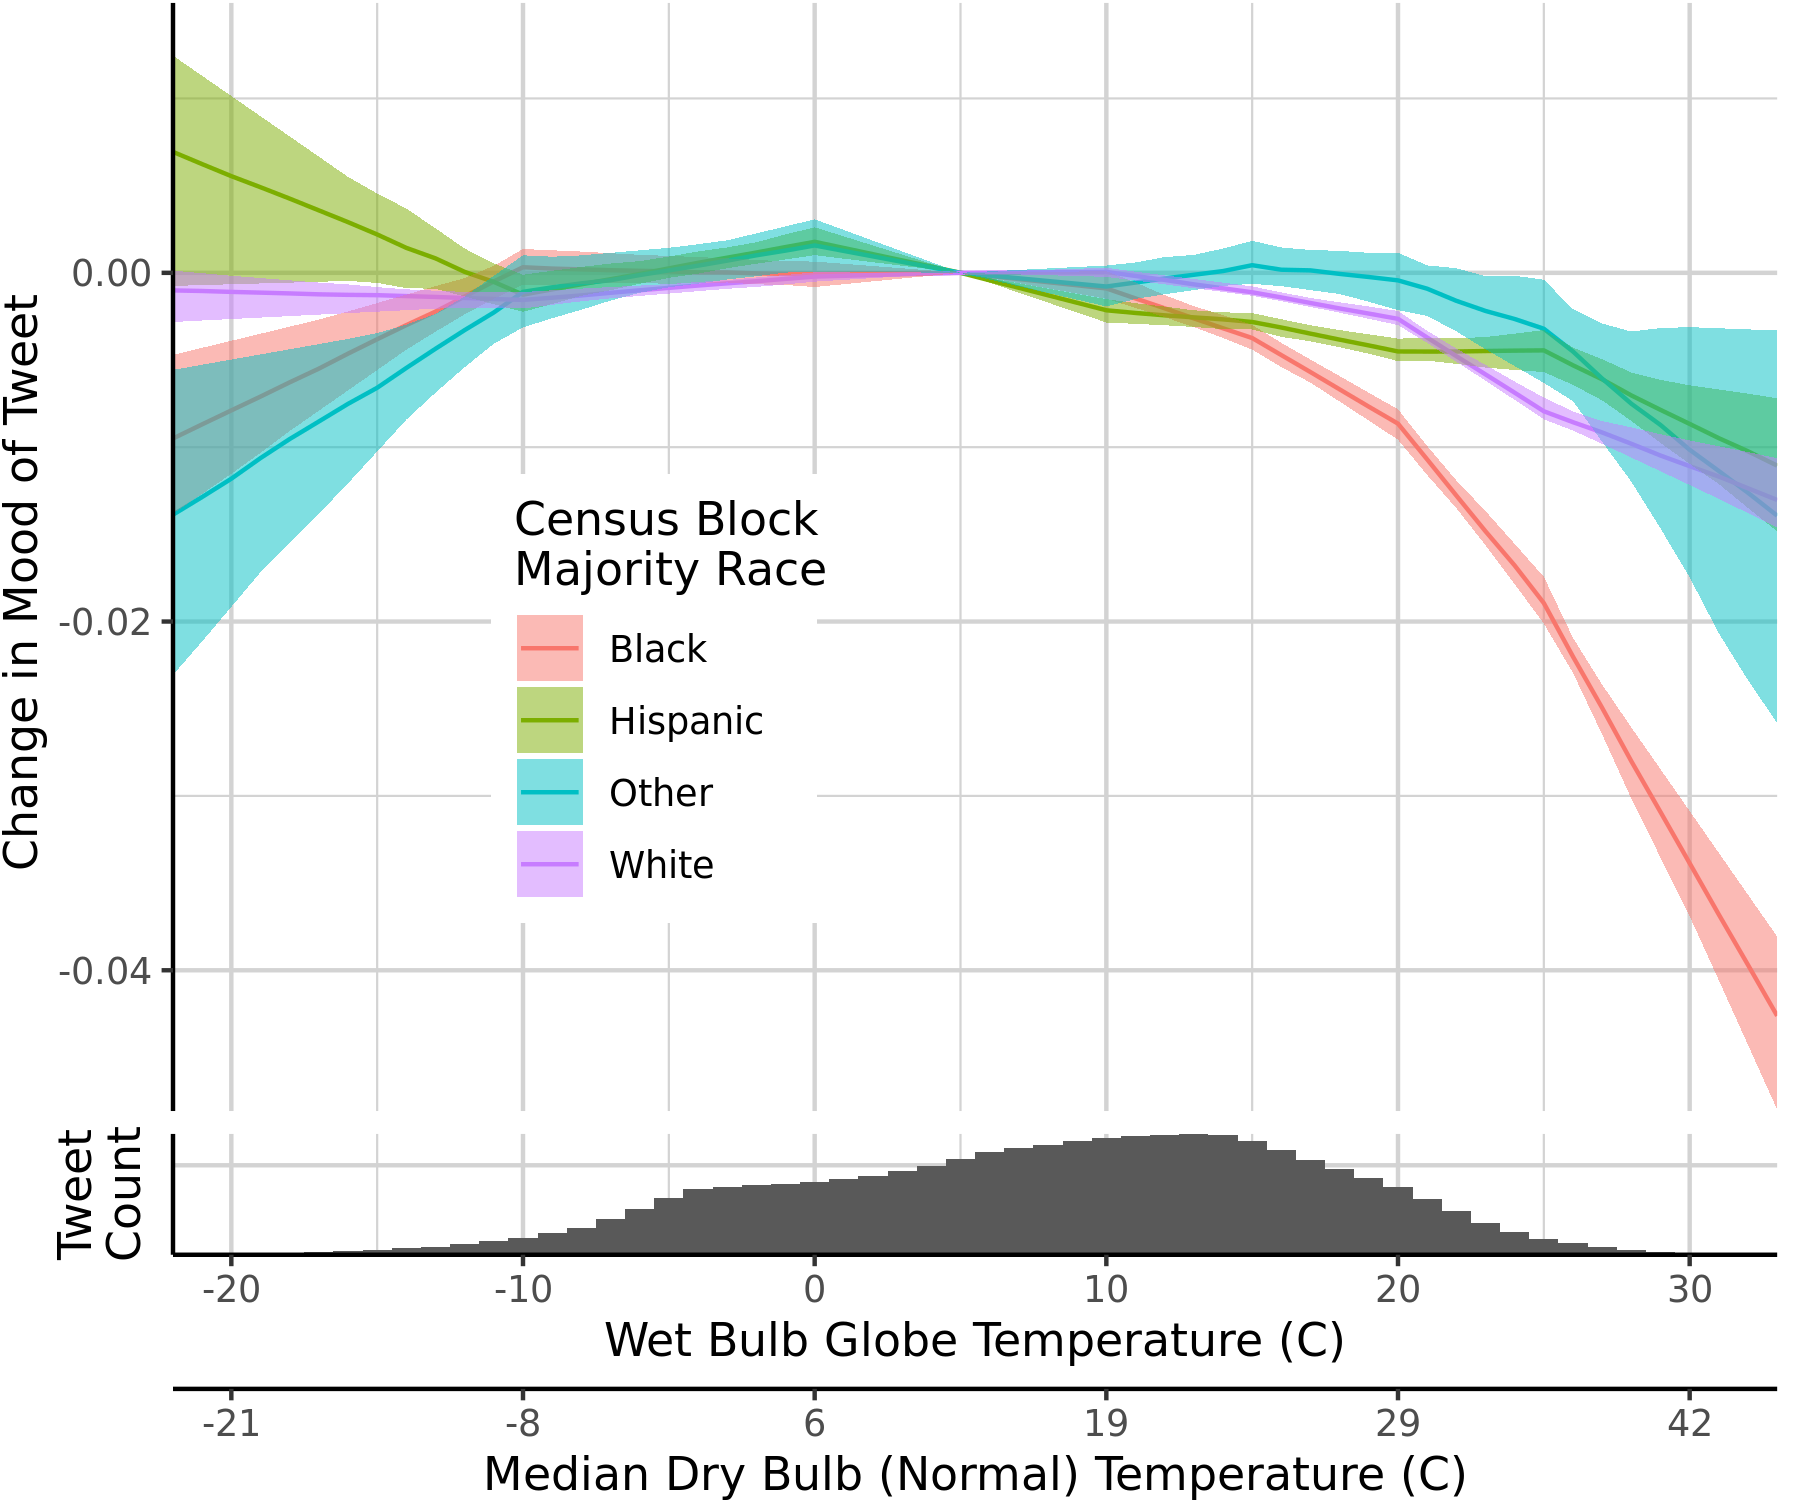 Change in Mood of Tweet
0.00
-0.02
-0.04
Census Block
Majority Race
Black
Hispanic
Other
White
Tweet
Count
-20 -10 0 10 20 30
Wet Bulb Globe Temperature (C)
-21 -8 6 19 29 42
Median Dry Bulb (Normal) Temperature (C)